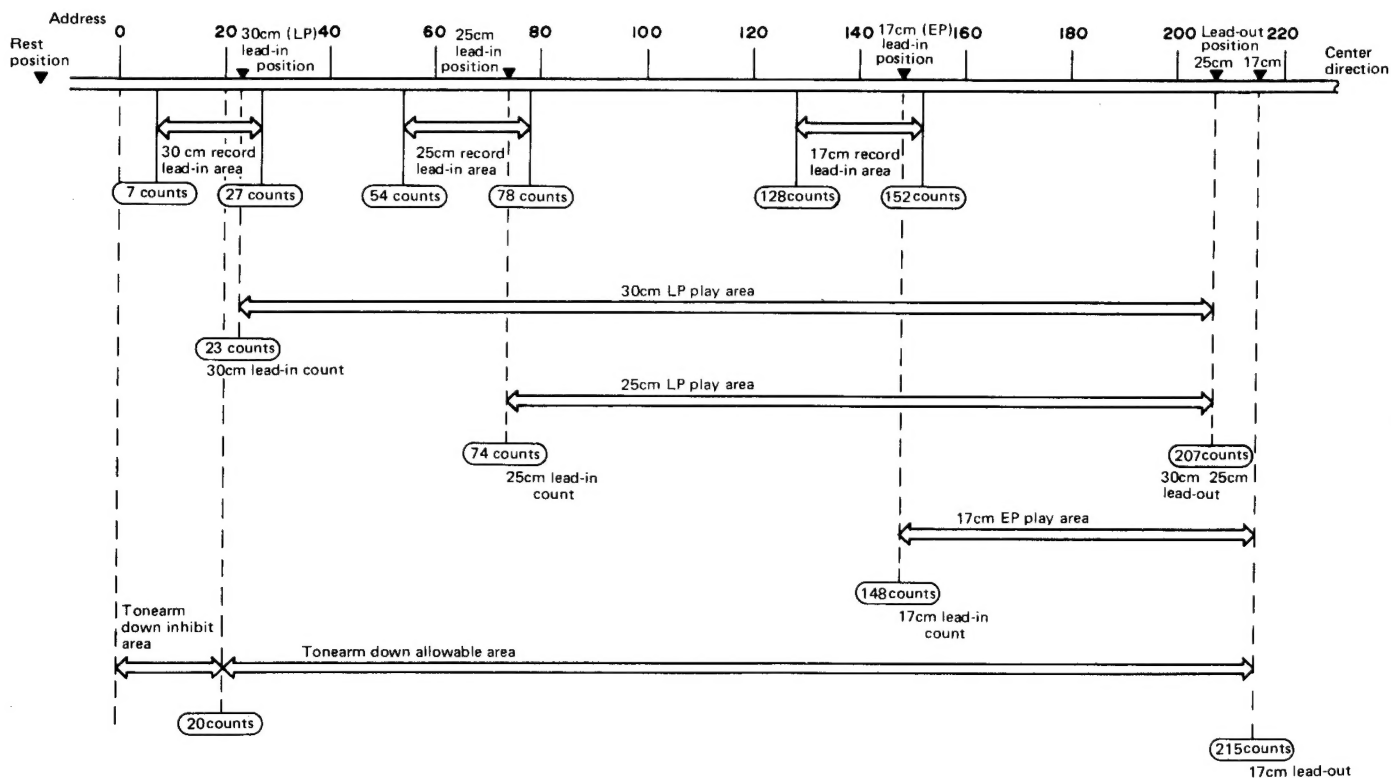 Address
Rest
position
0
20
30cm (LP)
lead-in
position
40
60
25cm
lead-in
position
80
100
120
140
17cm (EP)
lead-in
position
160
180
200
Lead-out
position
25cm 17cm
220
Center
direction
30 cm record
lead-in area
25cm record
lead-in area
17cm record
lead-in area
7 counts
27 counts
54 counts
78 counts
128counts
152counts
30cm LP play area
23 counts
30cm lead-in count
25cm LP play area
74 counts
25cm lead-in
count
207counts
30cm 25cm
lead-out
17cm EP play area
148counts
17cm lead-in
count
Tonearm
down inhibit
area
Tonearm down allowable area
20counts
215counts
17cm lead-out